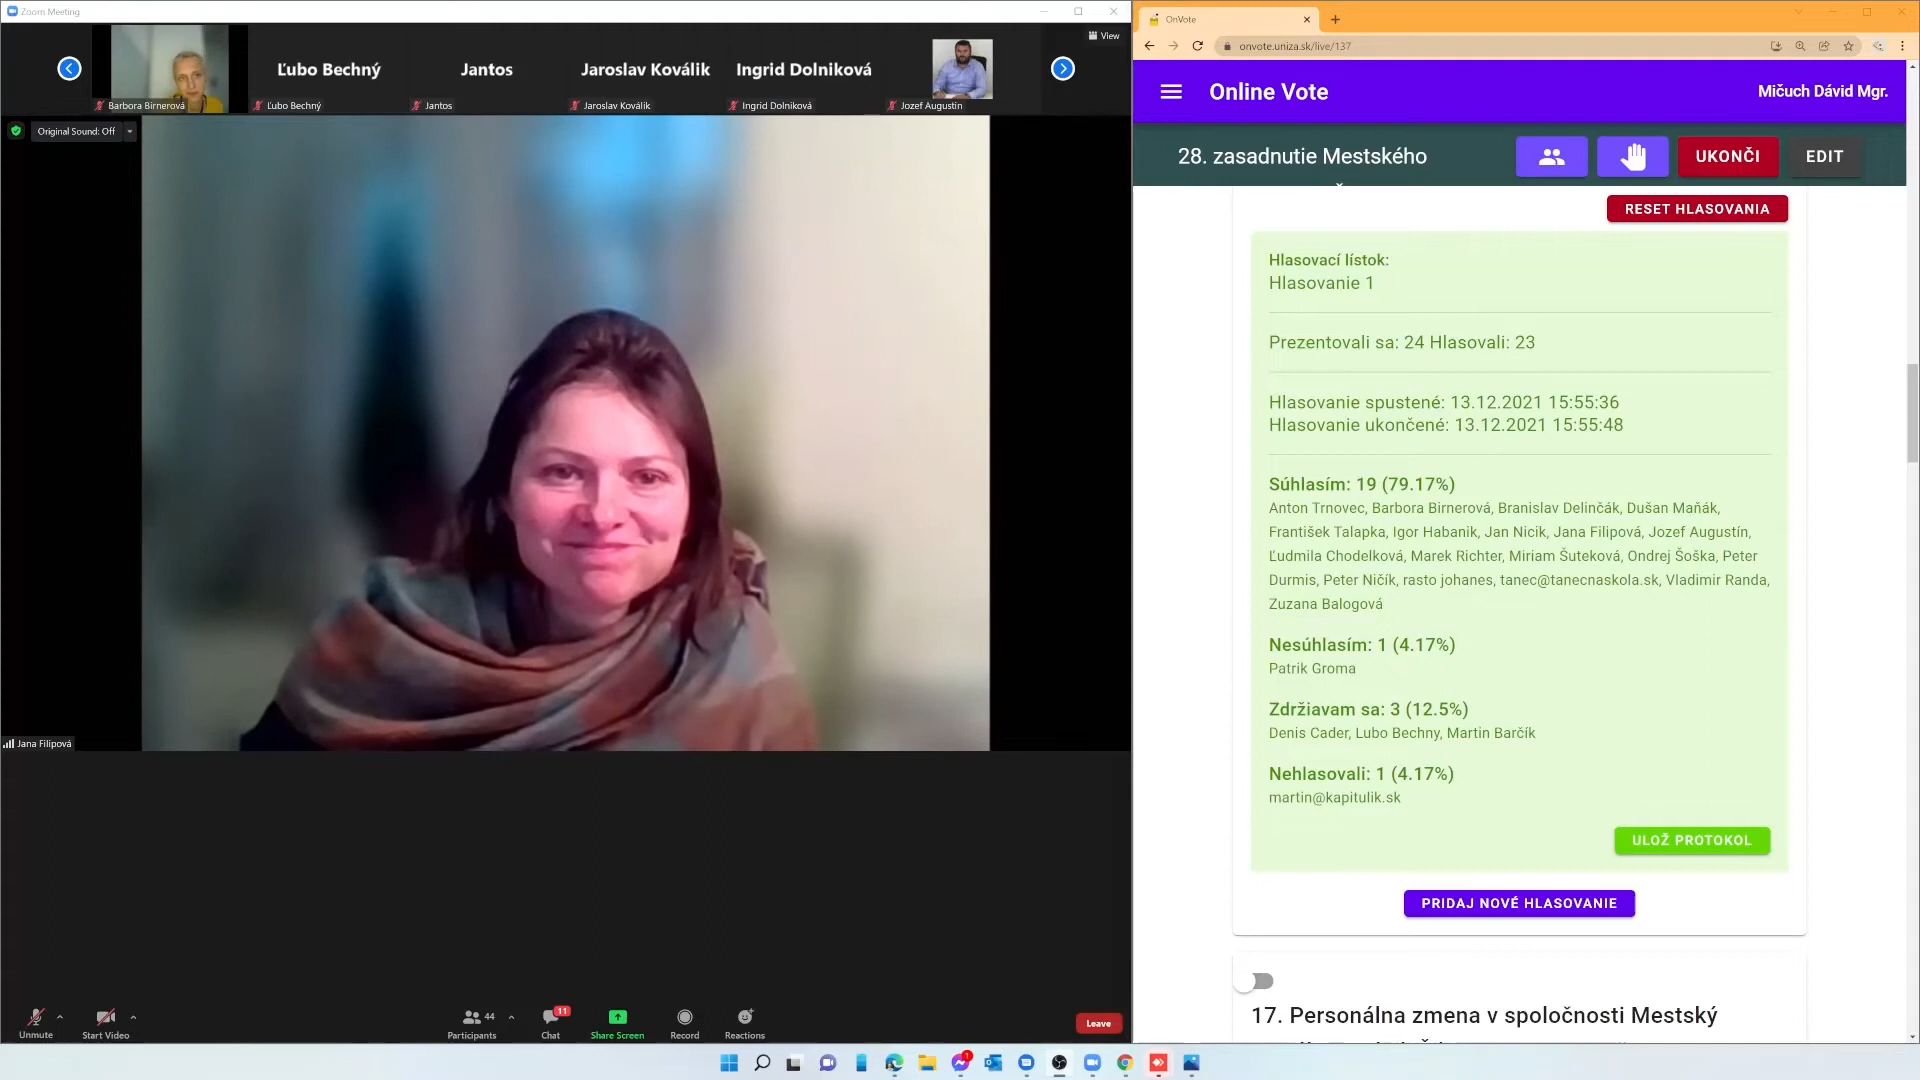 Zoom Meeting
View
Ľubo Bechný
Jantos
Jaroslav Koválik
Ingrid Dolniková
Barbora Birnerová
Ľubo Bechný
Jantos
Jaroslav Koválik
Ingrid Dolniková
Jozef Augustín
Original Sound: Off
Jana Filipová
Unmute
Start Video
44
Participants
11
Chat
Share Screen
Record
Reactions
Leave
OnVote
onvote.uniza.sk/live/137
Online Vote
Mičuch Dávid Mgr.
28. zasadnutie Mestského
UKONČI
EDIT
RESET HLASOVANIA
Hlasovací lístok:
Hlasovanie 1
Prezentovali sa: 24 Hlasovali: 23
Hlasovanie spustené: 13.12.2021 15:55:36
Hlasovanie ukončené: 13.12.2021 15:55:48
Súhlasím: 19 (79.17%)
Anton Trnovec, Barbora Birnerová, Branislav Delinčák, Dušan Maňák,
František Talapka, Igor Habanik, Jan Nicik, Jana Filipová, Jozef Augustín,
Ľudmila Chodelková, Marek Richter, Miriam Šuteková, Ondrej Šoška, Peter
Durmis, Peter Ničík, rasto johanes, tanec@tanecnaskola.sk, Vladimir Randa,
Zuzana Balogová
Nesúhlasím: 1 (4.17%)
Patrik Groma
Zdržiavam sa: 3 (12.5%)
Denis Cader, Lubo Bechny, Martin Barčík
Nehlasovali: 1 (4.17%)
martin@kapitulik.sk
ULOŽ PROTOKOL
PRIDAJ NOVÉ HLASOVANIE
17. Personálna zmena v spoločnosti Mestský
1